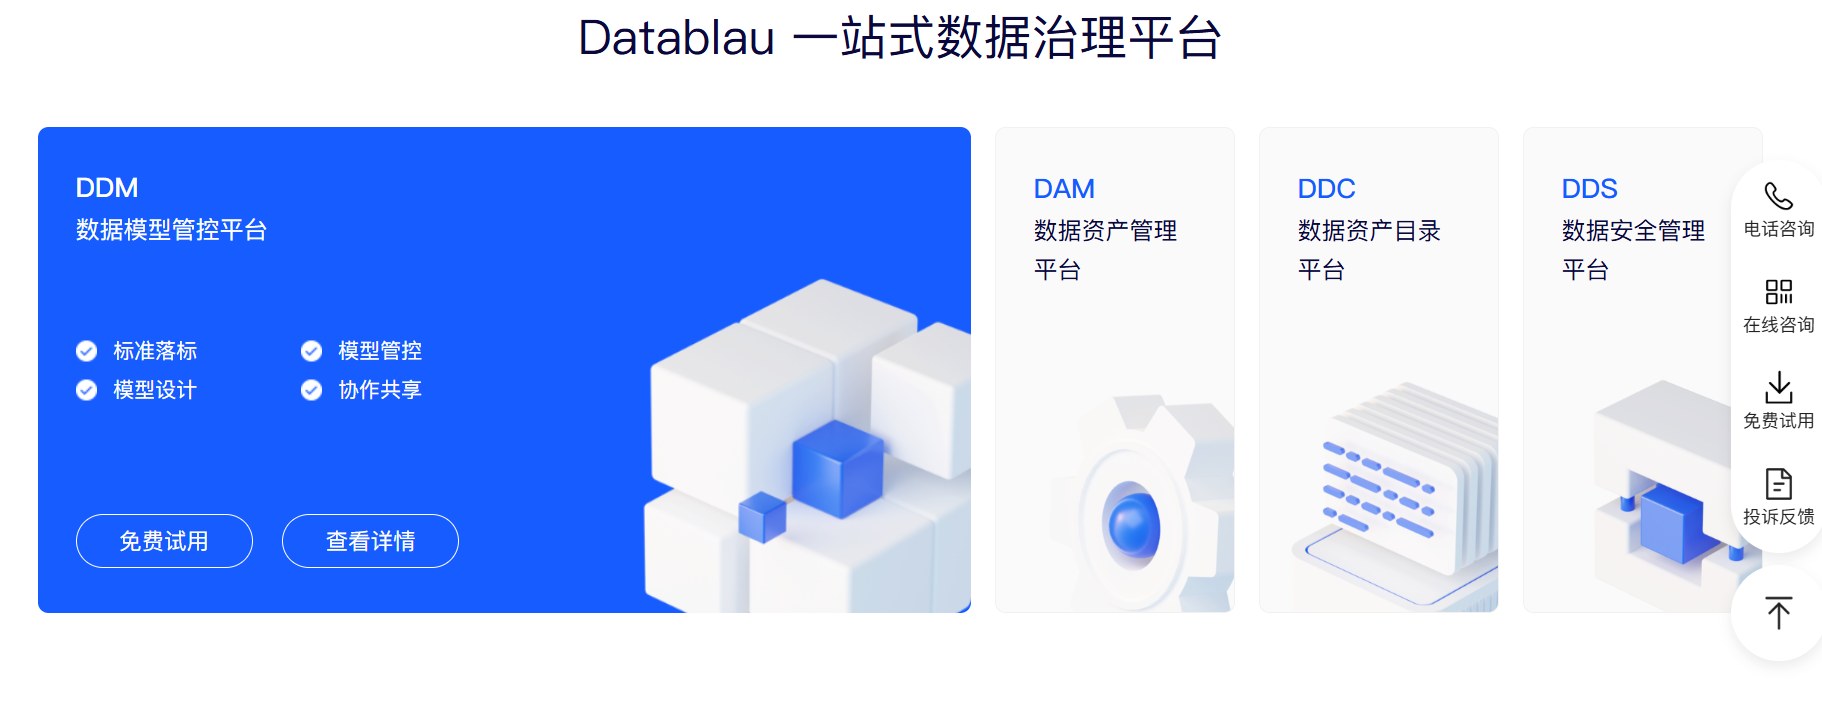 Datablau 一站式数据治理平台
DDM
数据模型管控平台
标准落标
模型管控
模型设计
协作共享
免费试用
查看详情
DAM
数据资产管理
平台
DDC
数据资产目录
平台
DDS
数据安全管理
平台
电话咨询
在线咨询
免费试用
投诉反馈